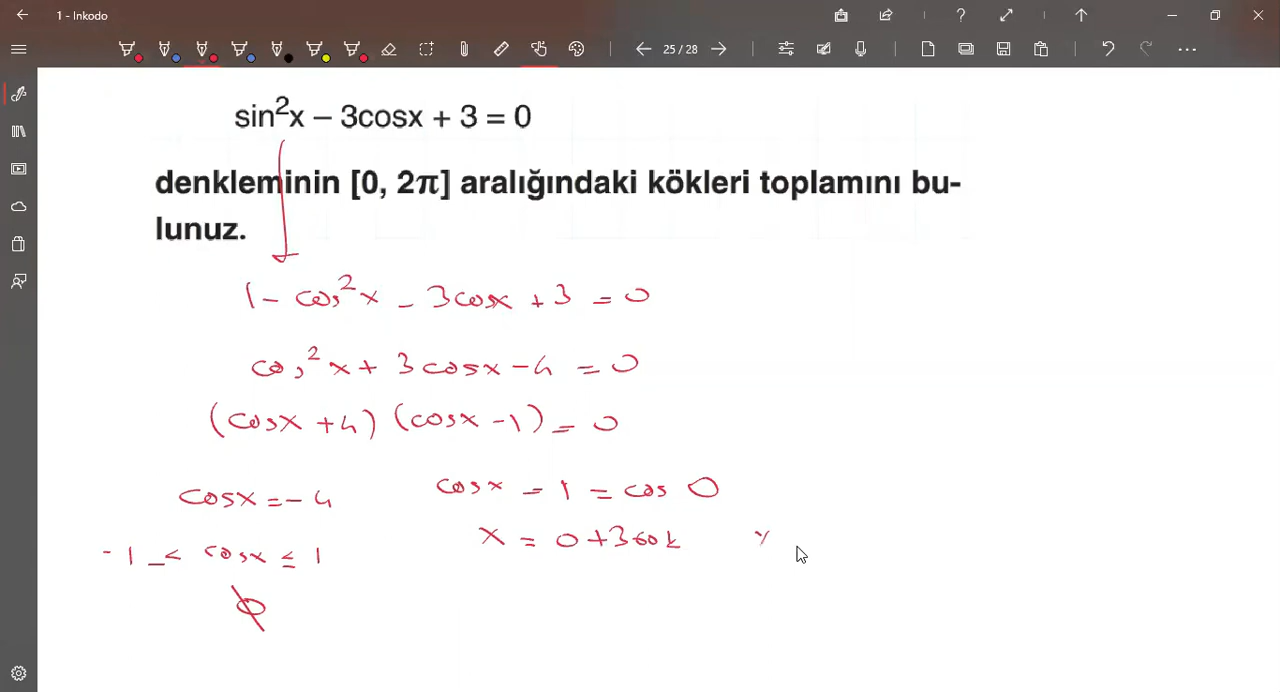 1 - Inkodo
25 / 28
sin²x – 3cosx + 3 = 0
denkleminin [0, 2π] aralığındaki kökleri toplamını bu-
lunuz.
1 - cos²x - 3cosx + 3 = 0
cos²x + 3cosx - 4 = 0
(cosx + 4) (cosx - 1) = 0
cosx = - 4
cosx = 1 = cos 0
x = 0 + 360k
-1 ≤ cosx ≤ 1
∅